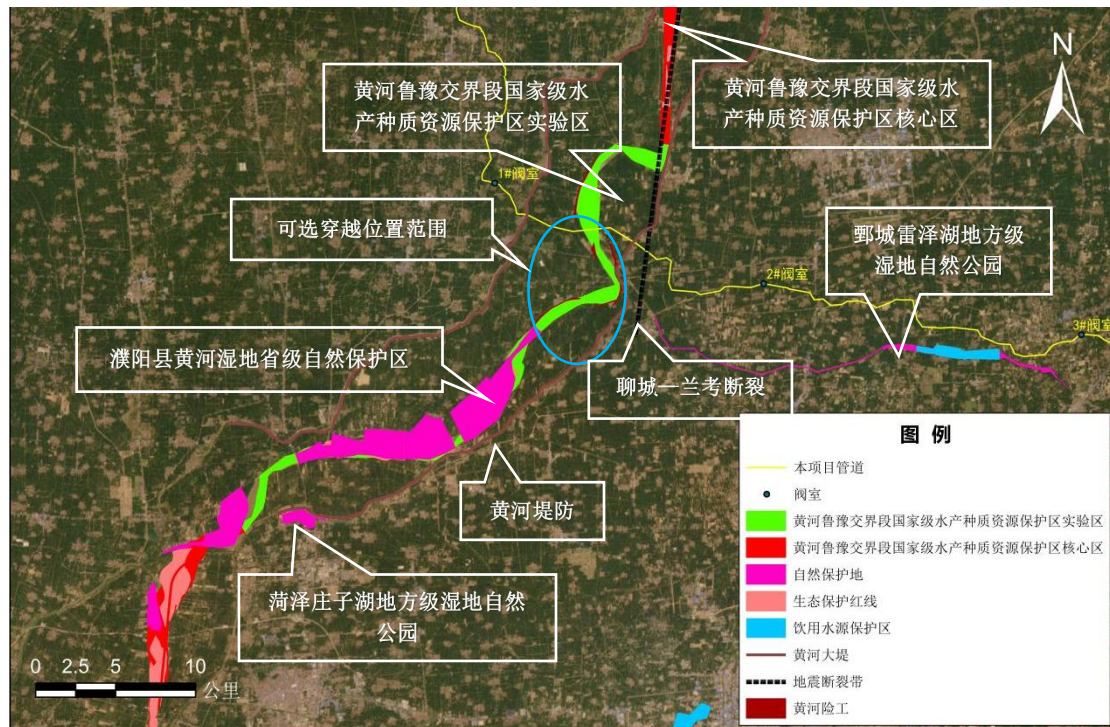 N
黄河鲁豫交界段国家级水
产种质资源保护区实验区
黄河鲁豫交界段国家级水
产种质资源保护区核心区
1#阀室
可选穿越位置范围
鄄城雷泽湖地方级
湿地自然公园
2#阀室
3#阀室
濮阳县黄河湿地省级自然保护区
聊城—兰考断裂
黄河堤防
菏泽庄子湖地方级湿地自然
公园
0 2.5 5 10
公里
图 例
本项目管道
阀室
黄河鲁豫交界段国家级水产种质资源保护区实验区
黄河鲁豫交界段国家级水产种质资源保护区核心区
自然保护地
生态保护红线
饮用水源保护区
黄河大堤
地震断裂带
黄河险工